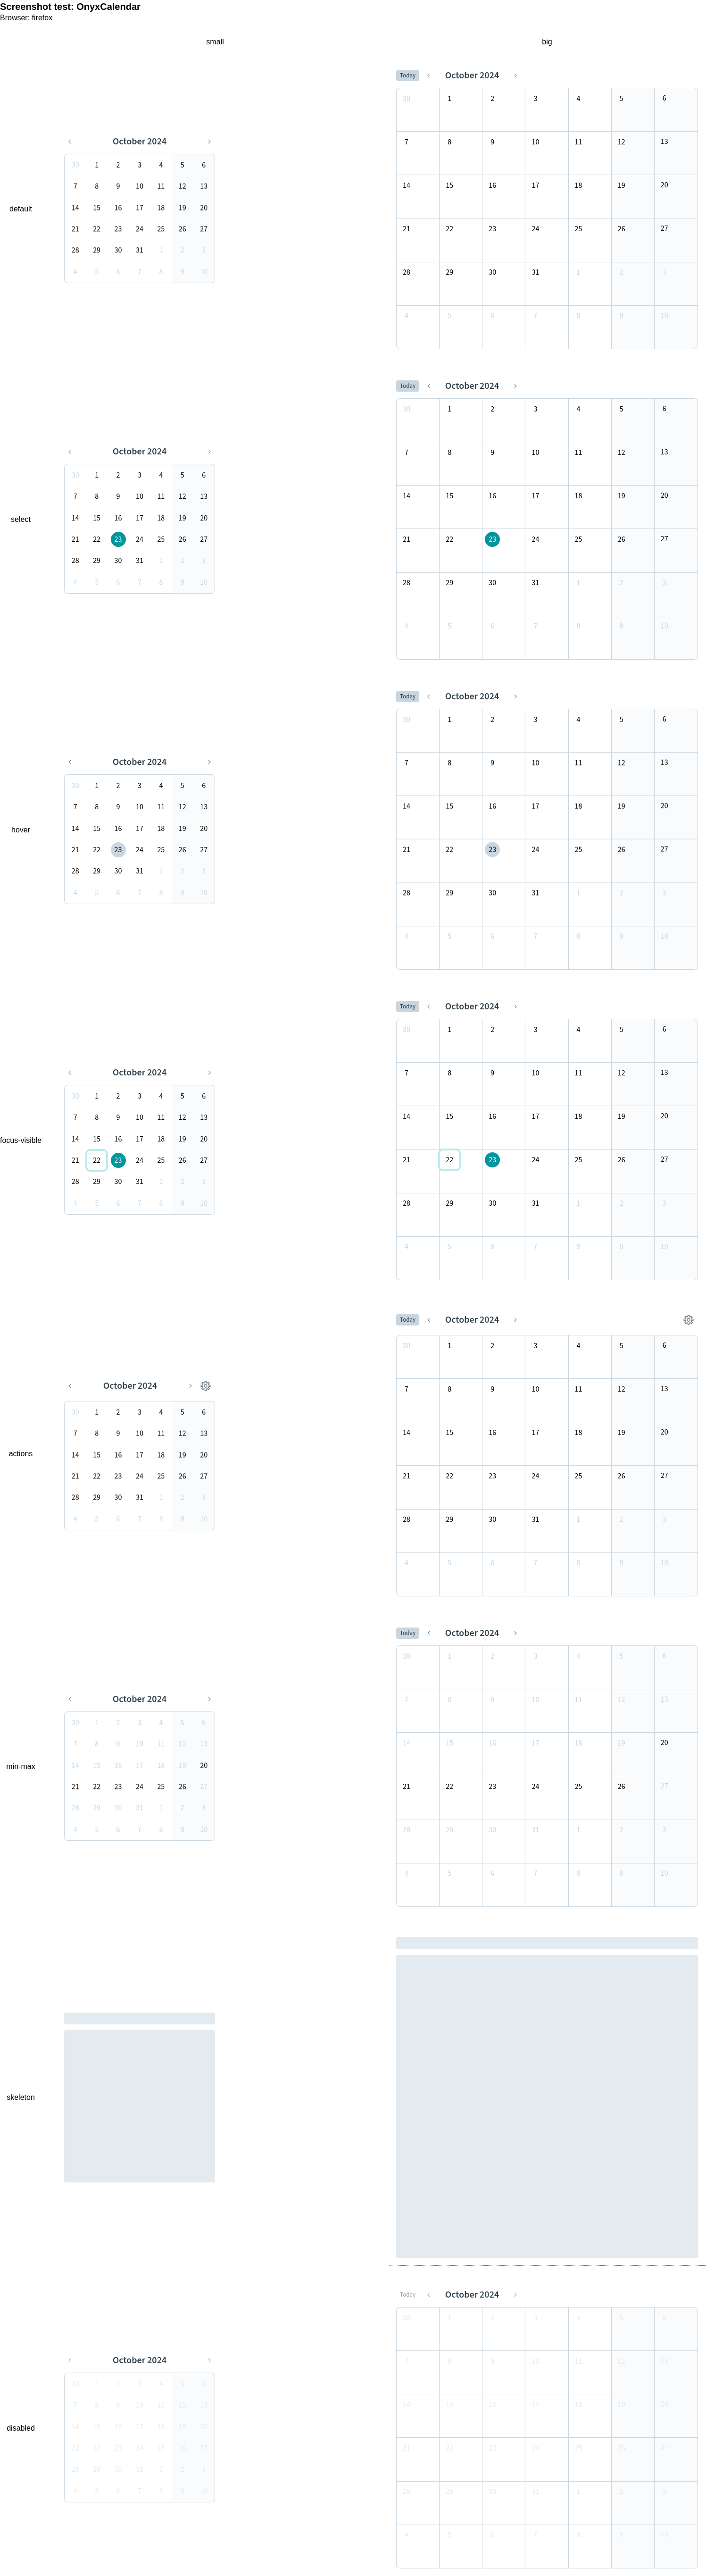 Screenshot test: OnyxCalendar
Browser: firefox
small
big
default
October 2024
30 1 2 3 4 5 6
7 8 9 10 11 12 13
14 15 16 17 18 19 20
21 22 23 24 25 26 27
28 29 30 31 1 2 3
4 5 6 7 8 9 10
Today October 2024
30 1 2 3 4 5 6
7 8 9 10 11 12 13
14 15 16 17 18 19 20
21 22 23 24 25 26 27
28 29 30 31 1 2 3
4 5 6 7 8 9 10
select
October 2024
30 1 2 3 4 5 6
7 8 9 10 11 12 13
14 15 16 17 18 19 20
21 22 23 24 25 26 27
28 29 30 31 1 2 3
4 5 6 7 8 9 10
Today October 2024
30 1 2 3 4 5 6
7 8 9 10 11 12 13
14 15 16 17 18 19 20
21 22 23 24 25 26 27
28 29 30 31 1 2 3
4 5 6 7 8 9 10
hover
October 2024
30 1 2 3 4 5 6
7 8 9 10 11 12 13
14 15 16 17 18 19 20
21 22 23 24 25 26 27
28 29 30 31 1 2 3
4 5 6 7 8 9 10
Today October 2024
30 1 2 3 4 5 6
7 8 9 10 11 12 13
14 15 16 17 18 19 20
21 22 23 24 25 26 27
28 29 30 31 1 2 3
4 5 6 7 8 9 10
focus-visible
October 2024
30 1 2 3 4 5 6
7 8 9 10 11 12 13
14 15 16 17 18 19 20
21 22 23 24 25 26 27
28 29 30 31 1 2 3
4 5 6 7 8 9 10
Today October 2024
30 1 2 3 4 5 6
7 8 9 10 11 12 13
14 15 16 17 18 19 20
21 22 23 24 25 26 27
28 29 30 31 1 2 3
4 5 6 7 8 9 10
actions
October 2024
30 1 2 3 4 5 6
7 8 9 10 11 12 13
14 15 16 17 18 19 20
21 22 23 24 25 26 27
28 29 30 31 1 2 3
4 5 6 7 8 9 10
Today October 2024
30 1 2 3 4 5 6
7 8 9 10 11 12 13
14 15 16 17 18 19 20
21 22 23 24 25 26 27
28 29 30 31 1 2 3
4 5 6 7 8 9 10
min-max
October 2024
30 1 2 3 4 5 6
7 8 9 10 11 12 13
14 15 16 17 18 19 20
21 22 23 24 25 26 27
28 29 30 31 1 2 3
4 5 6 7 8 9 10
Today October 2024
30 1 2 3 4 5 6
7 8 9 10 11 12 13
14 15 16 17 18 19 20
21 22 23 24 25 26 27
28 29 30 31 1 2 3
4 5 6 7 8 9 10
skeleton
disabled
October 2024
30 1 2 3 4 5 6
7 8 9 10 11 12 13
14 15 16 17 18 19 20
21 22 23 24 25 26 27
28 29 30 31 1 2 3
4 5 6 7 8 9 10
Today October 2024
30 1 2 3 4 5 6
7 8 9 10 11 12 13
14 15 16 17 18 19 20
21 22 23 24 25 26 27
28 29 30 31 1 2 3
4 5 6 7 8 9 10